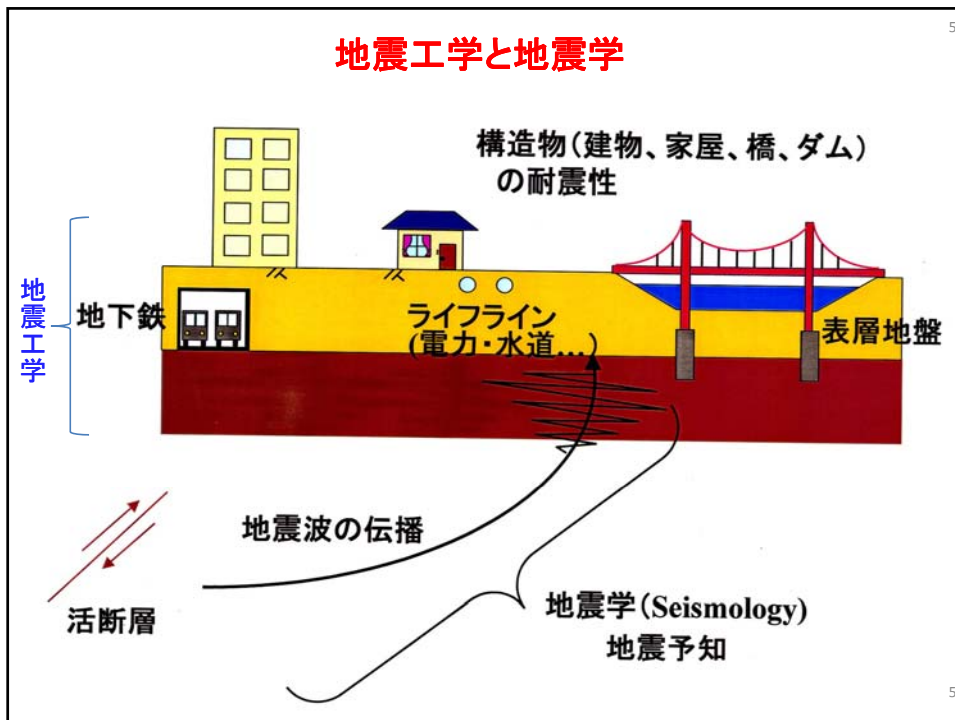 5
地震工学と地震学
構造物(建物、家屋、橋、ダム)
の耐震性
地震工学
地下鉄
ライフライン
(電力・水道…)
表層地盤
地震波の伝播
活断層
地震学(Seismology)
地震予知
5